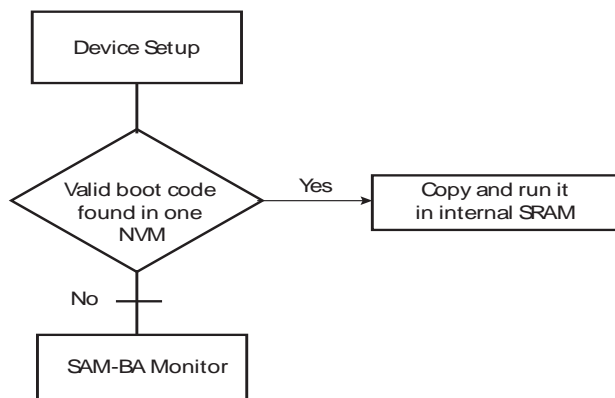 Device Setup
Valid boot code
found in one
NVM
Yes
Copy and run it
in internal SRAM
No
SAM-BA Monitor